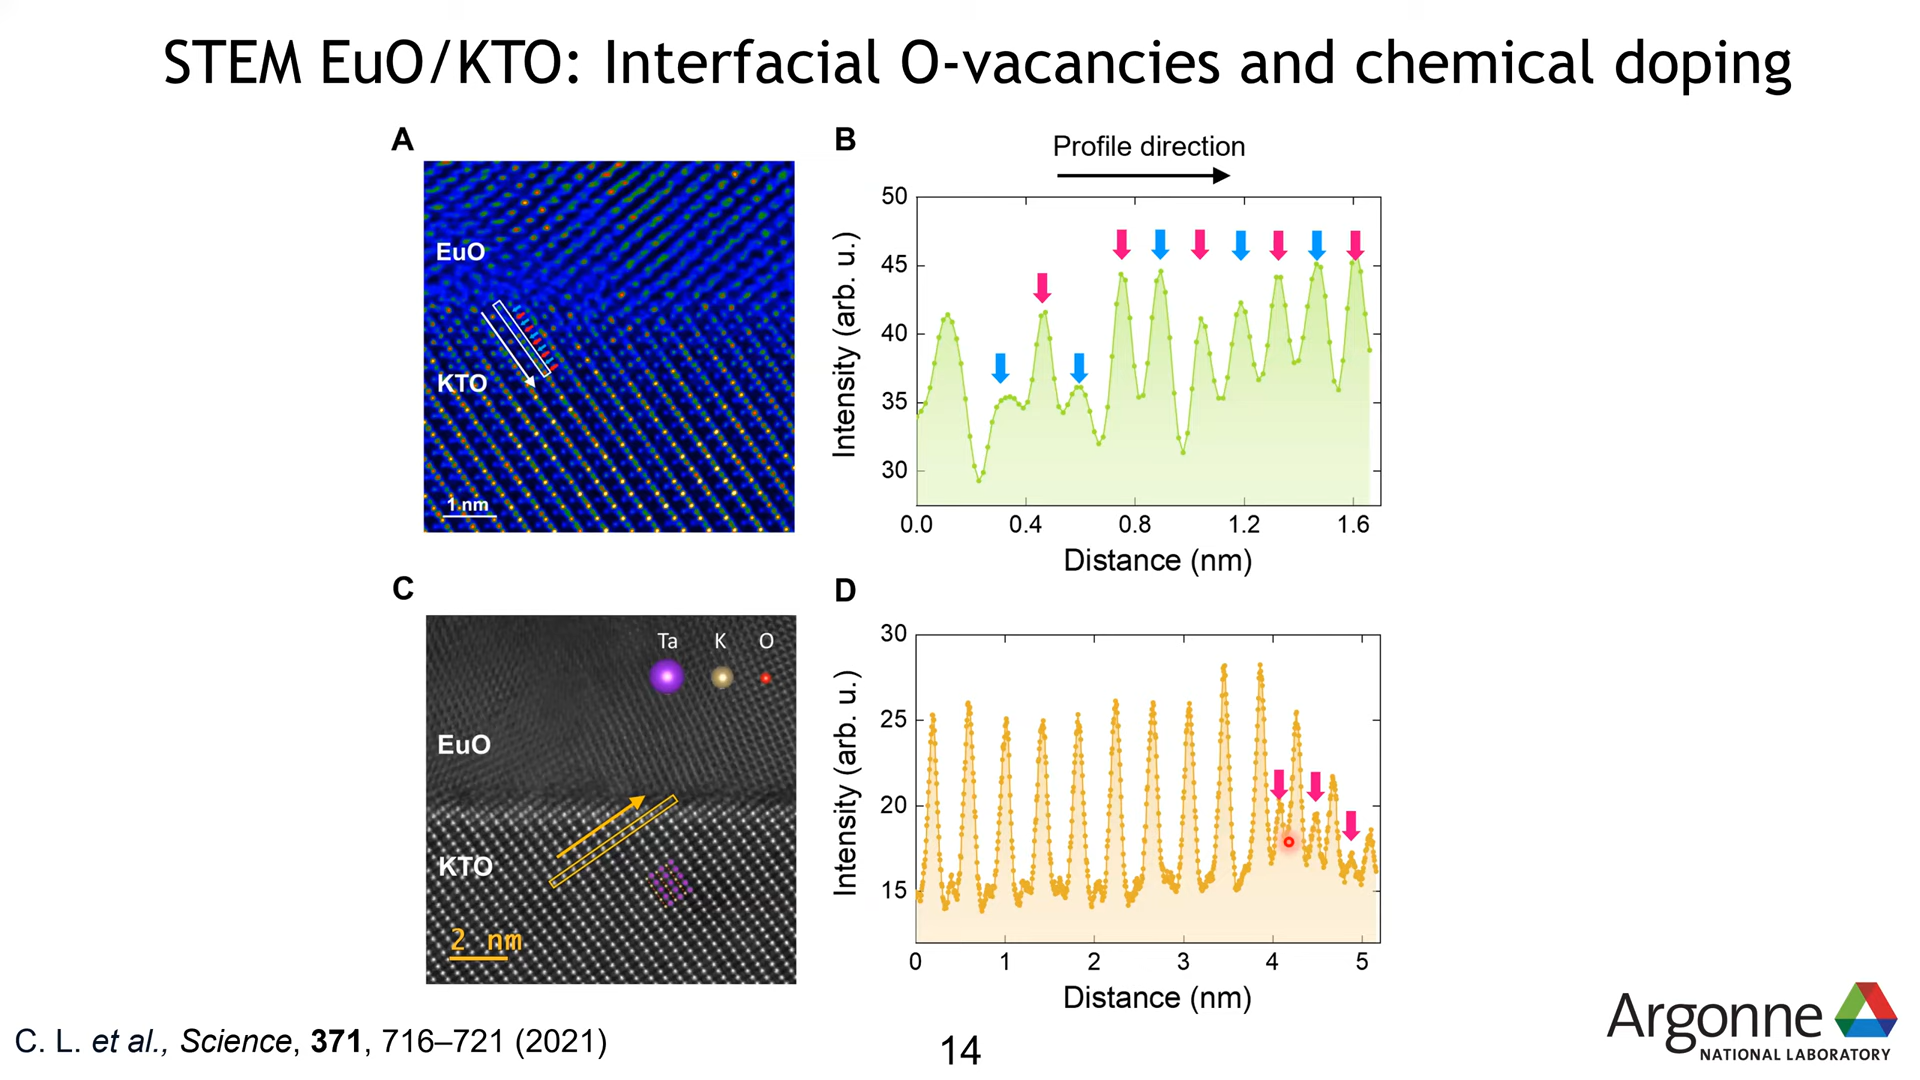 STEM EuO/KTO: Interfacial O-vacancies and chemical doping
A
EuO
KTO
1 nm
B
Profile direction
Intensity (arb. u.)
50
45
40
35
30
0.0 0.4 0.8 1.2 1.6
Distance (nm)
C
Ta K O
EuO
KTO
2 nm
D
Intensity (arb. u.)
30
25
20
15
0 1 2 3 4 5
Distance (nm)
C. L. et al., Science, 371, 716–721 (2021)
14
Argonne
NATIONAL LABORATORY